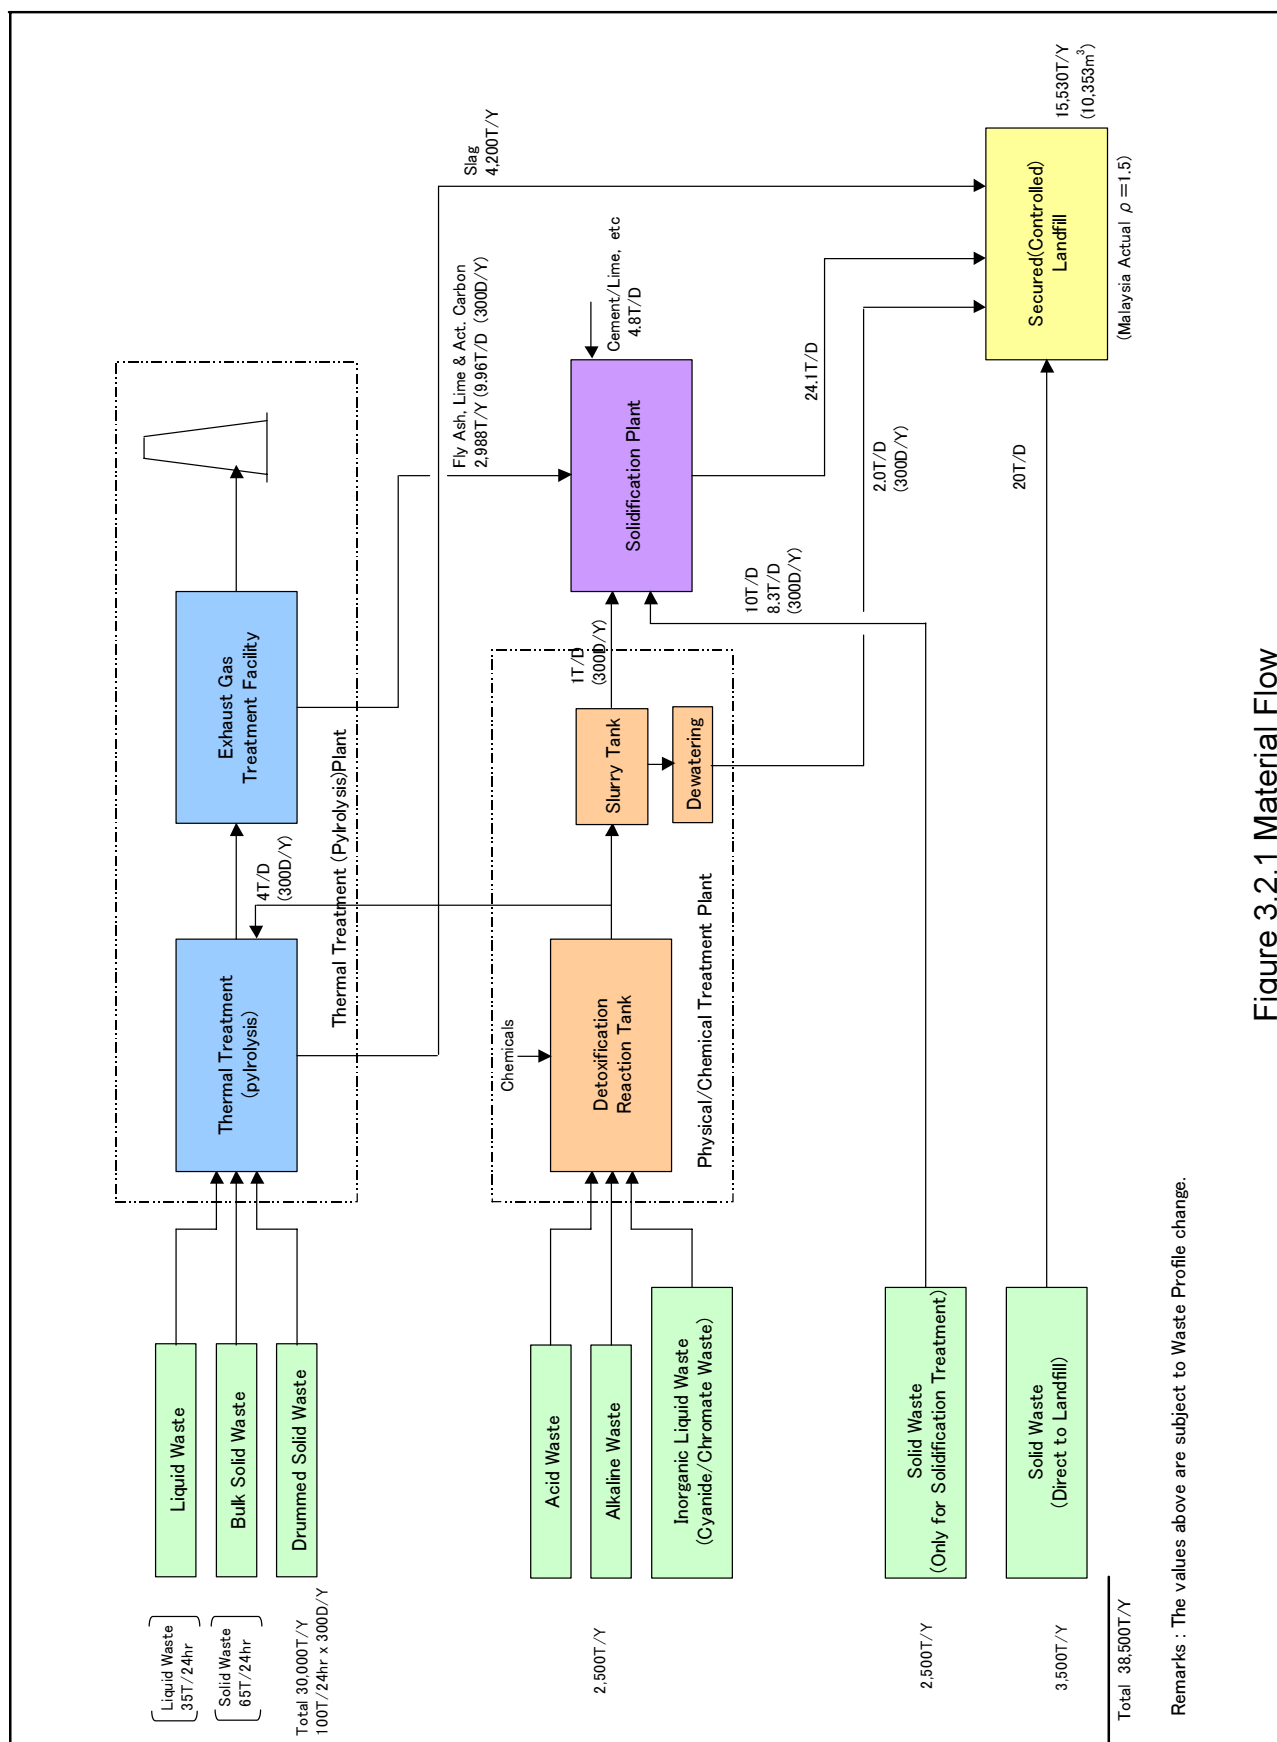 Liquid Waste
35T/24hr
Solid Waste
65T/24hr
Total 30,000T/Y
100T/24hr x 300D/Y
Liquid Waste
Bulk Solid Waste
Drummed Solid Waste
Thermal Treatment
(pylrolysis)
4T/D
(300D/Y)
Exhaust Gas
Treatment Facility
Thermal Treatment (Pylrolysis)Plant
Slag
4,200T/Y
Fly Ash, Lime & Act. Carbon
2,988T/Y (9.96T/D (300D/Y)
2,500T/Y
Acid Waste
Alkaline Waste
Inorganic Liquid Waste
(Cyanide/Chromate Waste)
Chemicals
Detoxification
Reaction Tank
Slurry Tank
Dewatering
Physical/Chemical Treatment Plant
1T/D
(300D/Y)
Solidification Plant
Cement/Lime, etc
4.8T/D
10T/D
8.3T/D
(300D/Y)
24.1T/D
2.0T/D
(300D/Y)
2,500T/Y
Solid Waste
(Only for Solidification Treatment)
3,500T/Y
Solid Waste
(Direct to Landfill)
20T/D
Secured(Controlled)
Landfill
15,530T/Y
(10,353m³)
(Malaysia Actual ρ=1.5)
Total 38,500T/Y
Remarks : The values above are subject to Waste Profile change.
Figure 3.2.1 Material Flow